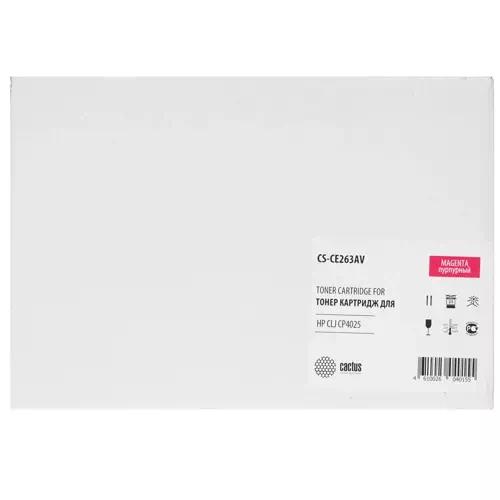 CS-CE263AV
MAGENTA
пурпурный
TONER CARTRIDGE FOR
ТОНЕР КАРТРИДЖ ДЛЯ
HP CLJ CP4025
cactus
4 610026 040155